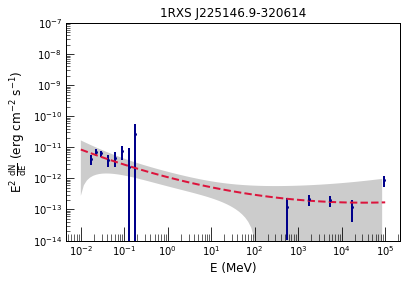 1RXS J225146.9-320614
E² dN/dE (erg cm⁻² s⁻¹)
10⁻⁷
10⁻⁸
10⁻⁹
10⁻¹⁰
10⁻¹¹
10⁻¹²
10⁻¹³
10⁻¹⁴
10⁻² 10⁻¹ 10⁰ 10¹ 10² 10³ 10⁴ 10⁵
E (MeV)